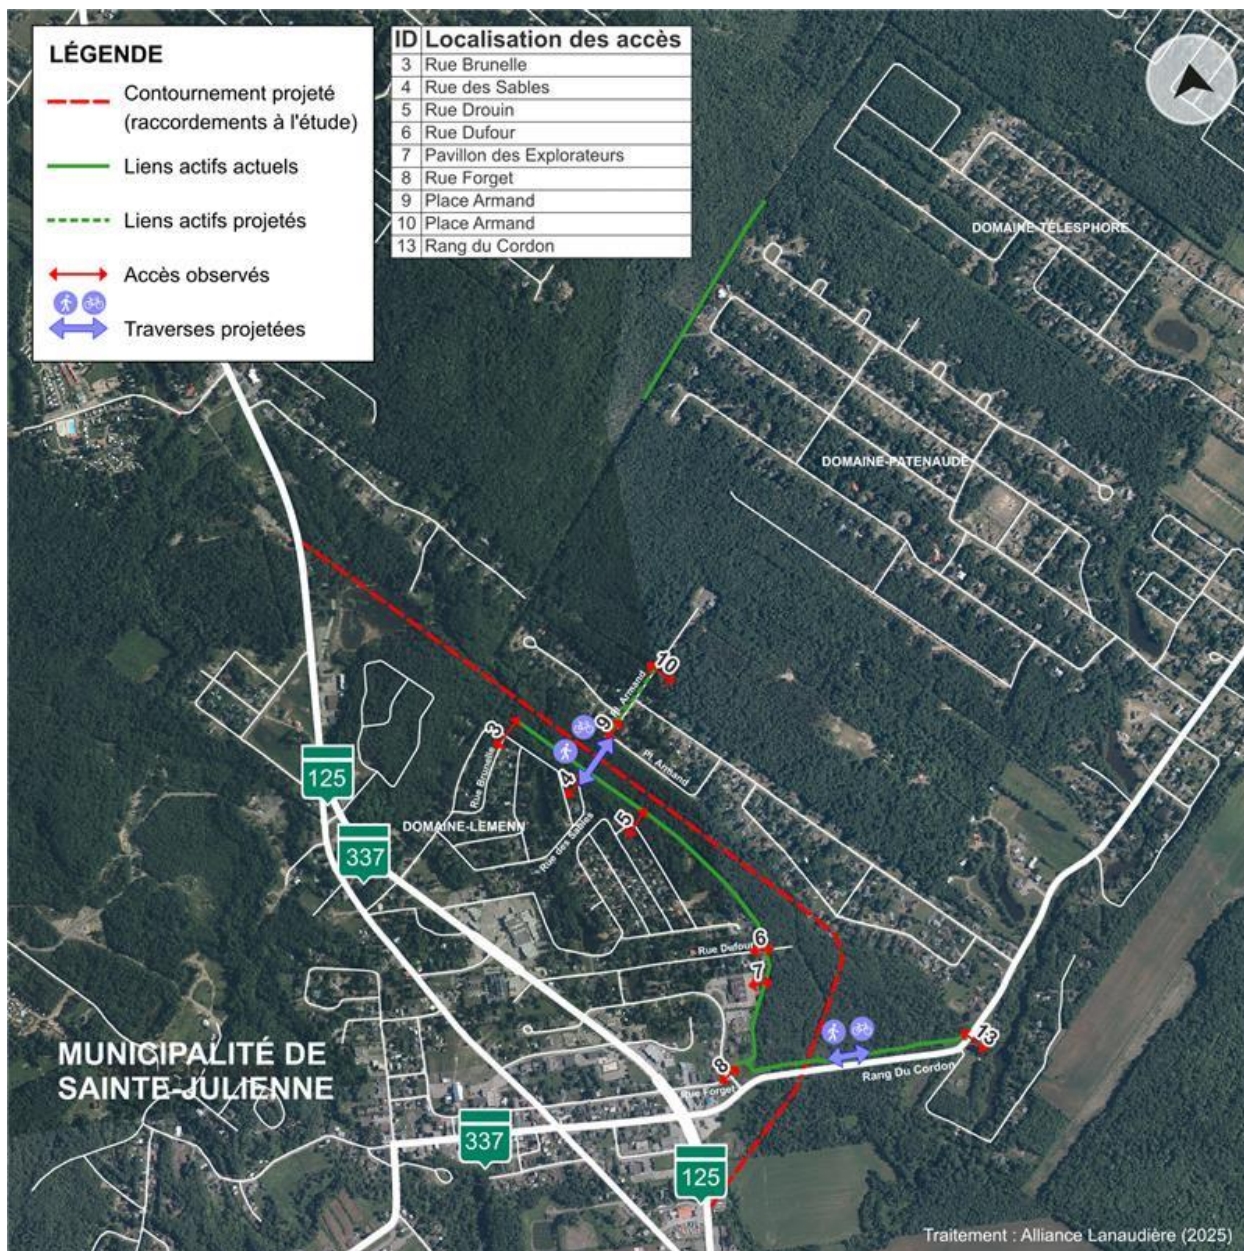 LÉGENDE
Contournement projeté
(raccordements à l'étude)
Liens actifs actuels
Liens actifs projetés
Accès observés
Traverses projetées
ID Localisation des accès
3 Rue Brunelle
4 Rue des Sables
5 Rue Drouin
6 Rue Dufour
7 Pavillon des Explorateurs
8 Rue Forget
9 Place Armand
10 Place Armand
13 Rang du Cordon
DOMAINE-TÉLESPHORE
DOMAINE-PATENAUDE
10
Pl. Armand
9
3
Pl. Armand
125
Rue Brunelle
4
5
DOMAINE-LEMENN
337
Rue des Sables
6
Rue Dufour
7
13
MUNICIPALITÉ DE
SAINTE-JULIENNE
8
Rang Du Cordon
Rue Forget
337
125
Traitement : Alliance Lanaudière (2025)